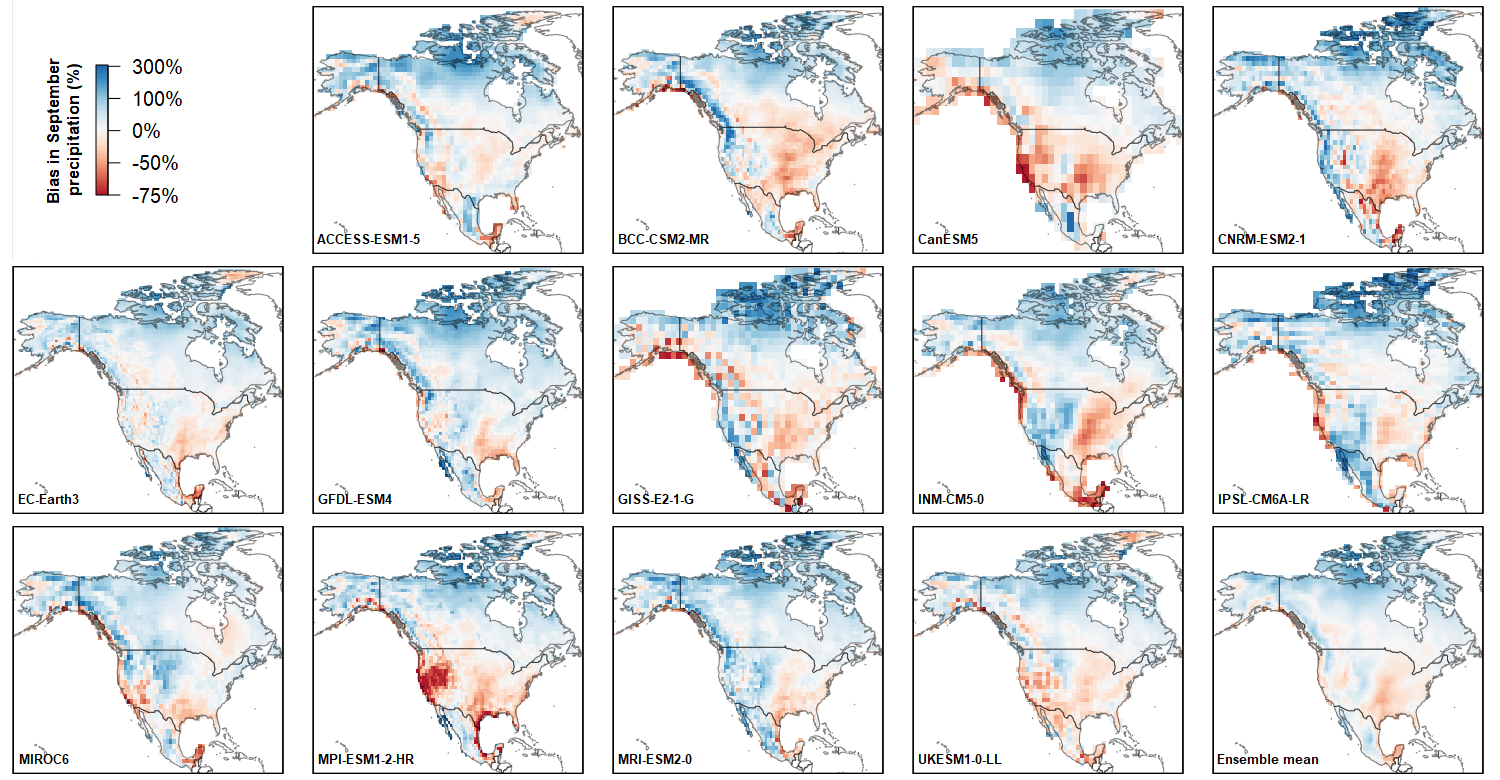 Bias in September
precipitation (%)
300%
100%
0%
-50%
-75%
ACCESS-ESM1-5
BCC-CSM2-MR
CanESM5
CNRM-ESM2-1
EC-Earth3
GFDL-ESM4
GISS-E2-1-G
INM-CM5-0
IPSL-CM6A-LR
MIROC6
MPI-ESM1-2-HR
MRI-ESM2-0
UKESM1-0-LL
Ensemble mean